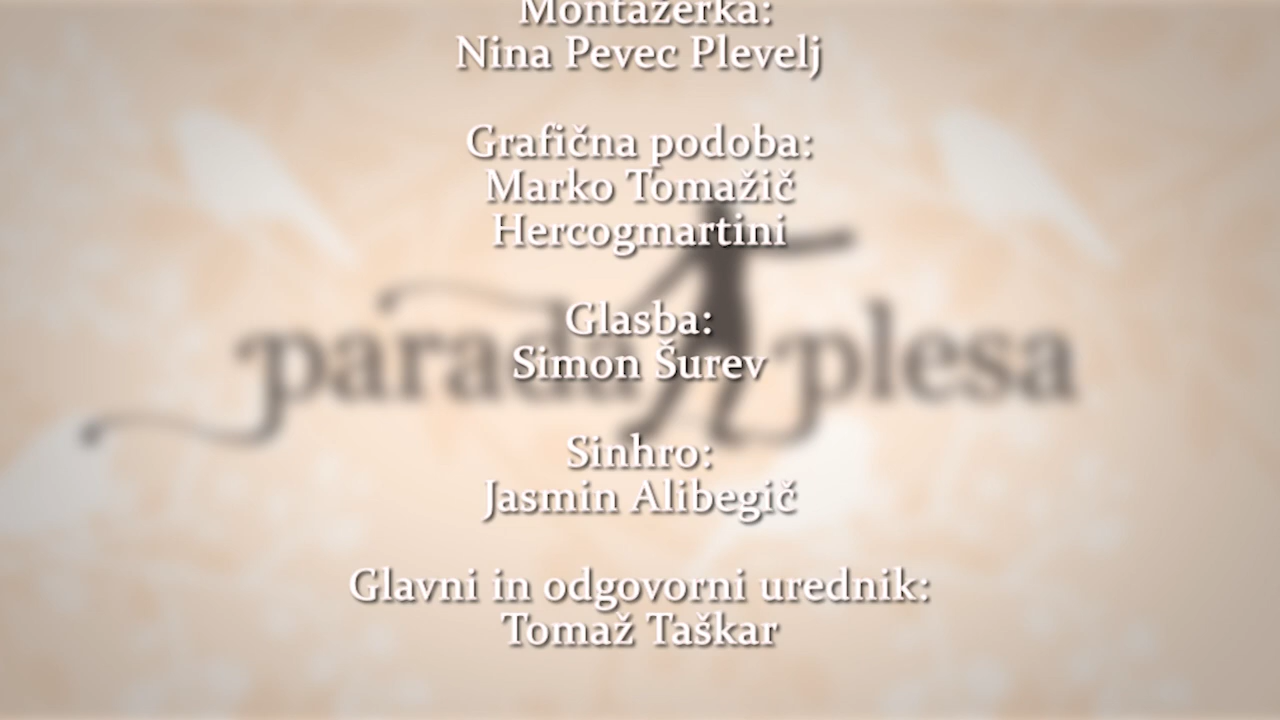 Montažerka:
Nina Pevec Plevelj
Grafična podoba:
Marko Tomažič
Hercogmartini
Glasba:
Simon Šurev
parada plesa
Sinhro:
Jasmin Alibegič
Glavni in odgovorni urednik:
Tomaž Taškar